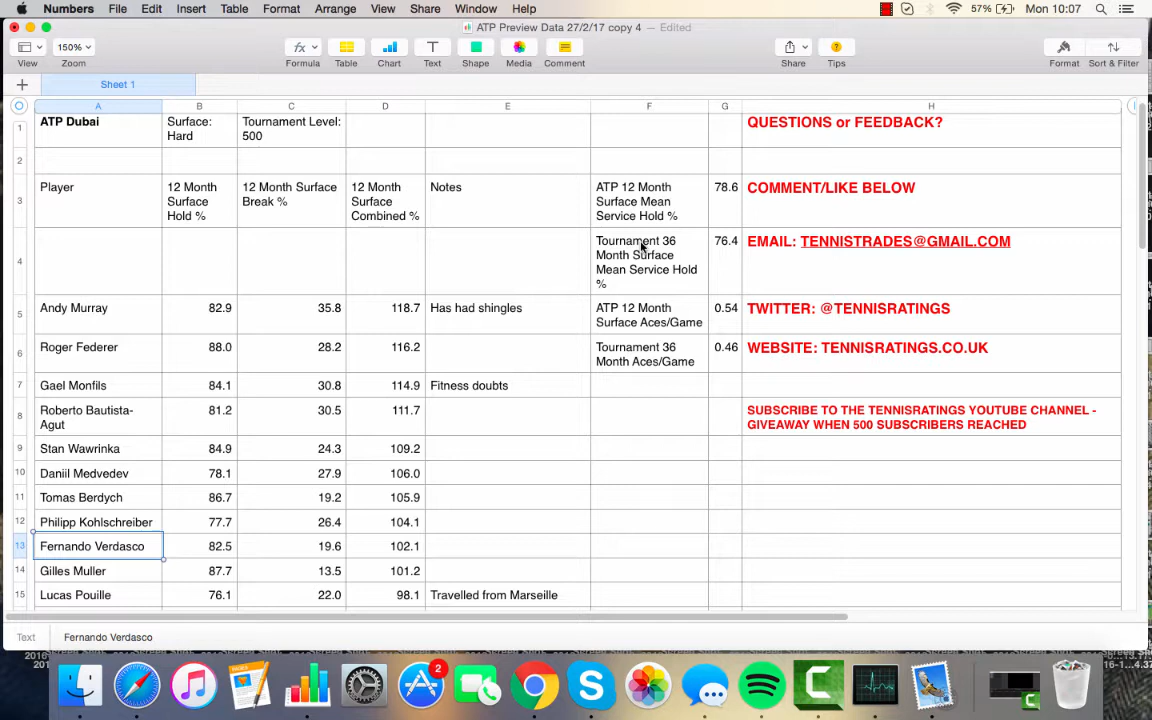 Numbers File Edit Insert Table Format Arrange View Share Window Help 57% Mon 10:07
ATP Preview Data 27/2/17 copy 4 — Edited
150%
View Zoom Formula Table Chart Text Shape Media Comment Share Tips Format Sort & Filter
Sheet 1
A B C D E F G H
1 ATP Dubai Surface: Hard Tournament Level: 500 QUESTIONS or FEEDBACK?
2
3 Player 12 Month Surface Hold % 12 Month Surface Break % 12 Month Surface Combined % Notes ATP 12 Month Surface Mean Service Hold % 78.6 COMMENT/LIKE BELOW
4 Tournament 36 Month Surface Mean Service Hold % 76.4 EMAIL: TENNISTRADES@GMAIL.COM
5 Andy Murray 82.9 35.8 118.7 Has had shingles ATP 12 Month Surface Aces/Game 0.54 TWITTER: @TENNISRATINGS
6 Roger Federer 88.0 28.2 116.2 Tournament 36 Month Aces/Game 0.46 WEBSITE: TENNISRATINGS.CO.UK
7 Gael Monfils 84.1 30.8 114.9 Fitness doubts
8 Roberto Bautista-Agut 81.2 30.5 111.7 SUBSCRIBE TO THE TENNISRATINGS YOUTUBE CHANNEL - GIVEAWAY WHEN 500 SUBSCRIBERS REACHED
9 Stan Wawrinka 84.9 24.3 109.2
10 Daniil Medvedev 78.1 27.9 106.0
11 Tomas Berdych 86.7 19.2 105.9
12 Philipp Kohlschreiber 77.7 26.4 104.1
13 Fernando Verdasco 82.5 19.6 102.1
14 Gilles Muller 87.7 13.5 101.2
15 Lucas Pouille 76.1 22.0 98.1 Travelled from Marseille
Text Fernando Verdasco
2